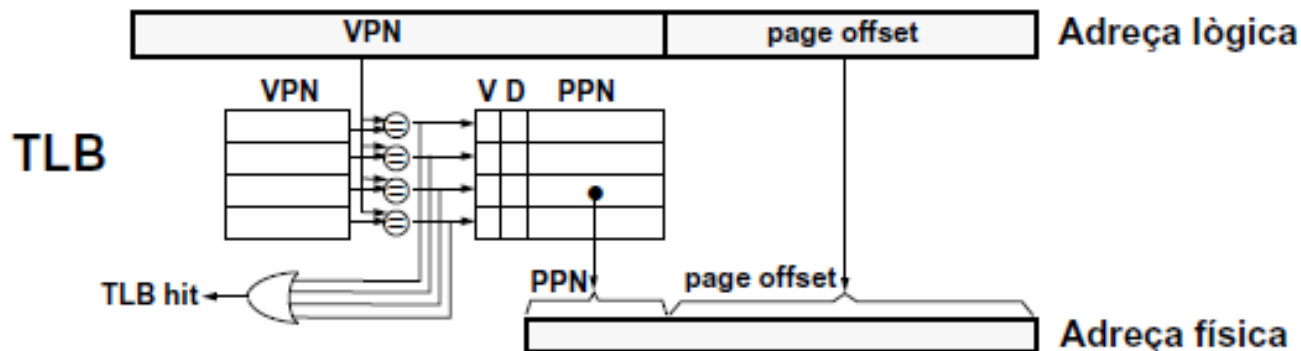 VPN page offset Adreça lògica
VPN V D PPN
TLB
TLB hit
PPN page offset
Adreça física